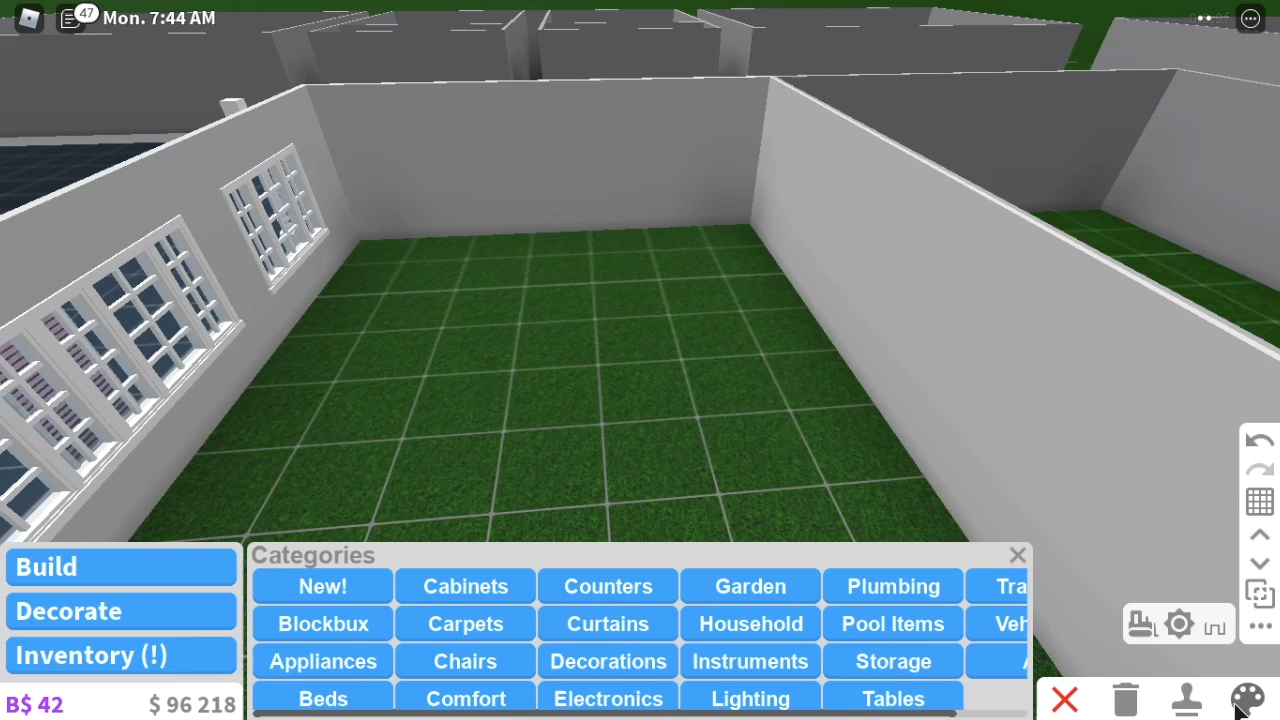 47 Mon. 7:44 AM
Build
Decorate
Inventory (!)
B$ 42 $ 96 218
Categories
New! Cabinets Counters Garden Plumbing Tra
Blockbux Carpets Curtains Household Pool Items Veh
Appliances Chairs Decorations Instruments Storage
Beds Comfort Electronics Lighting Tables